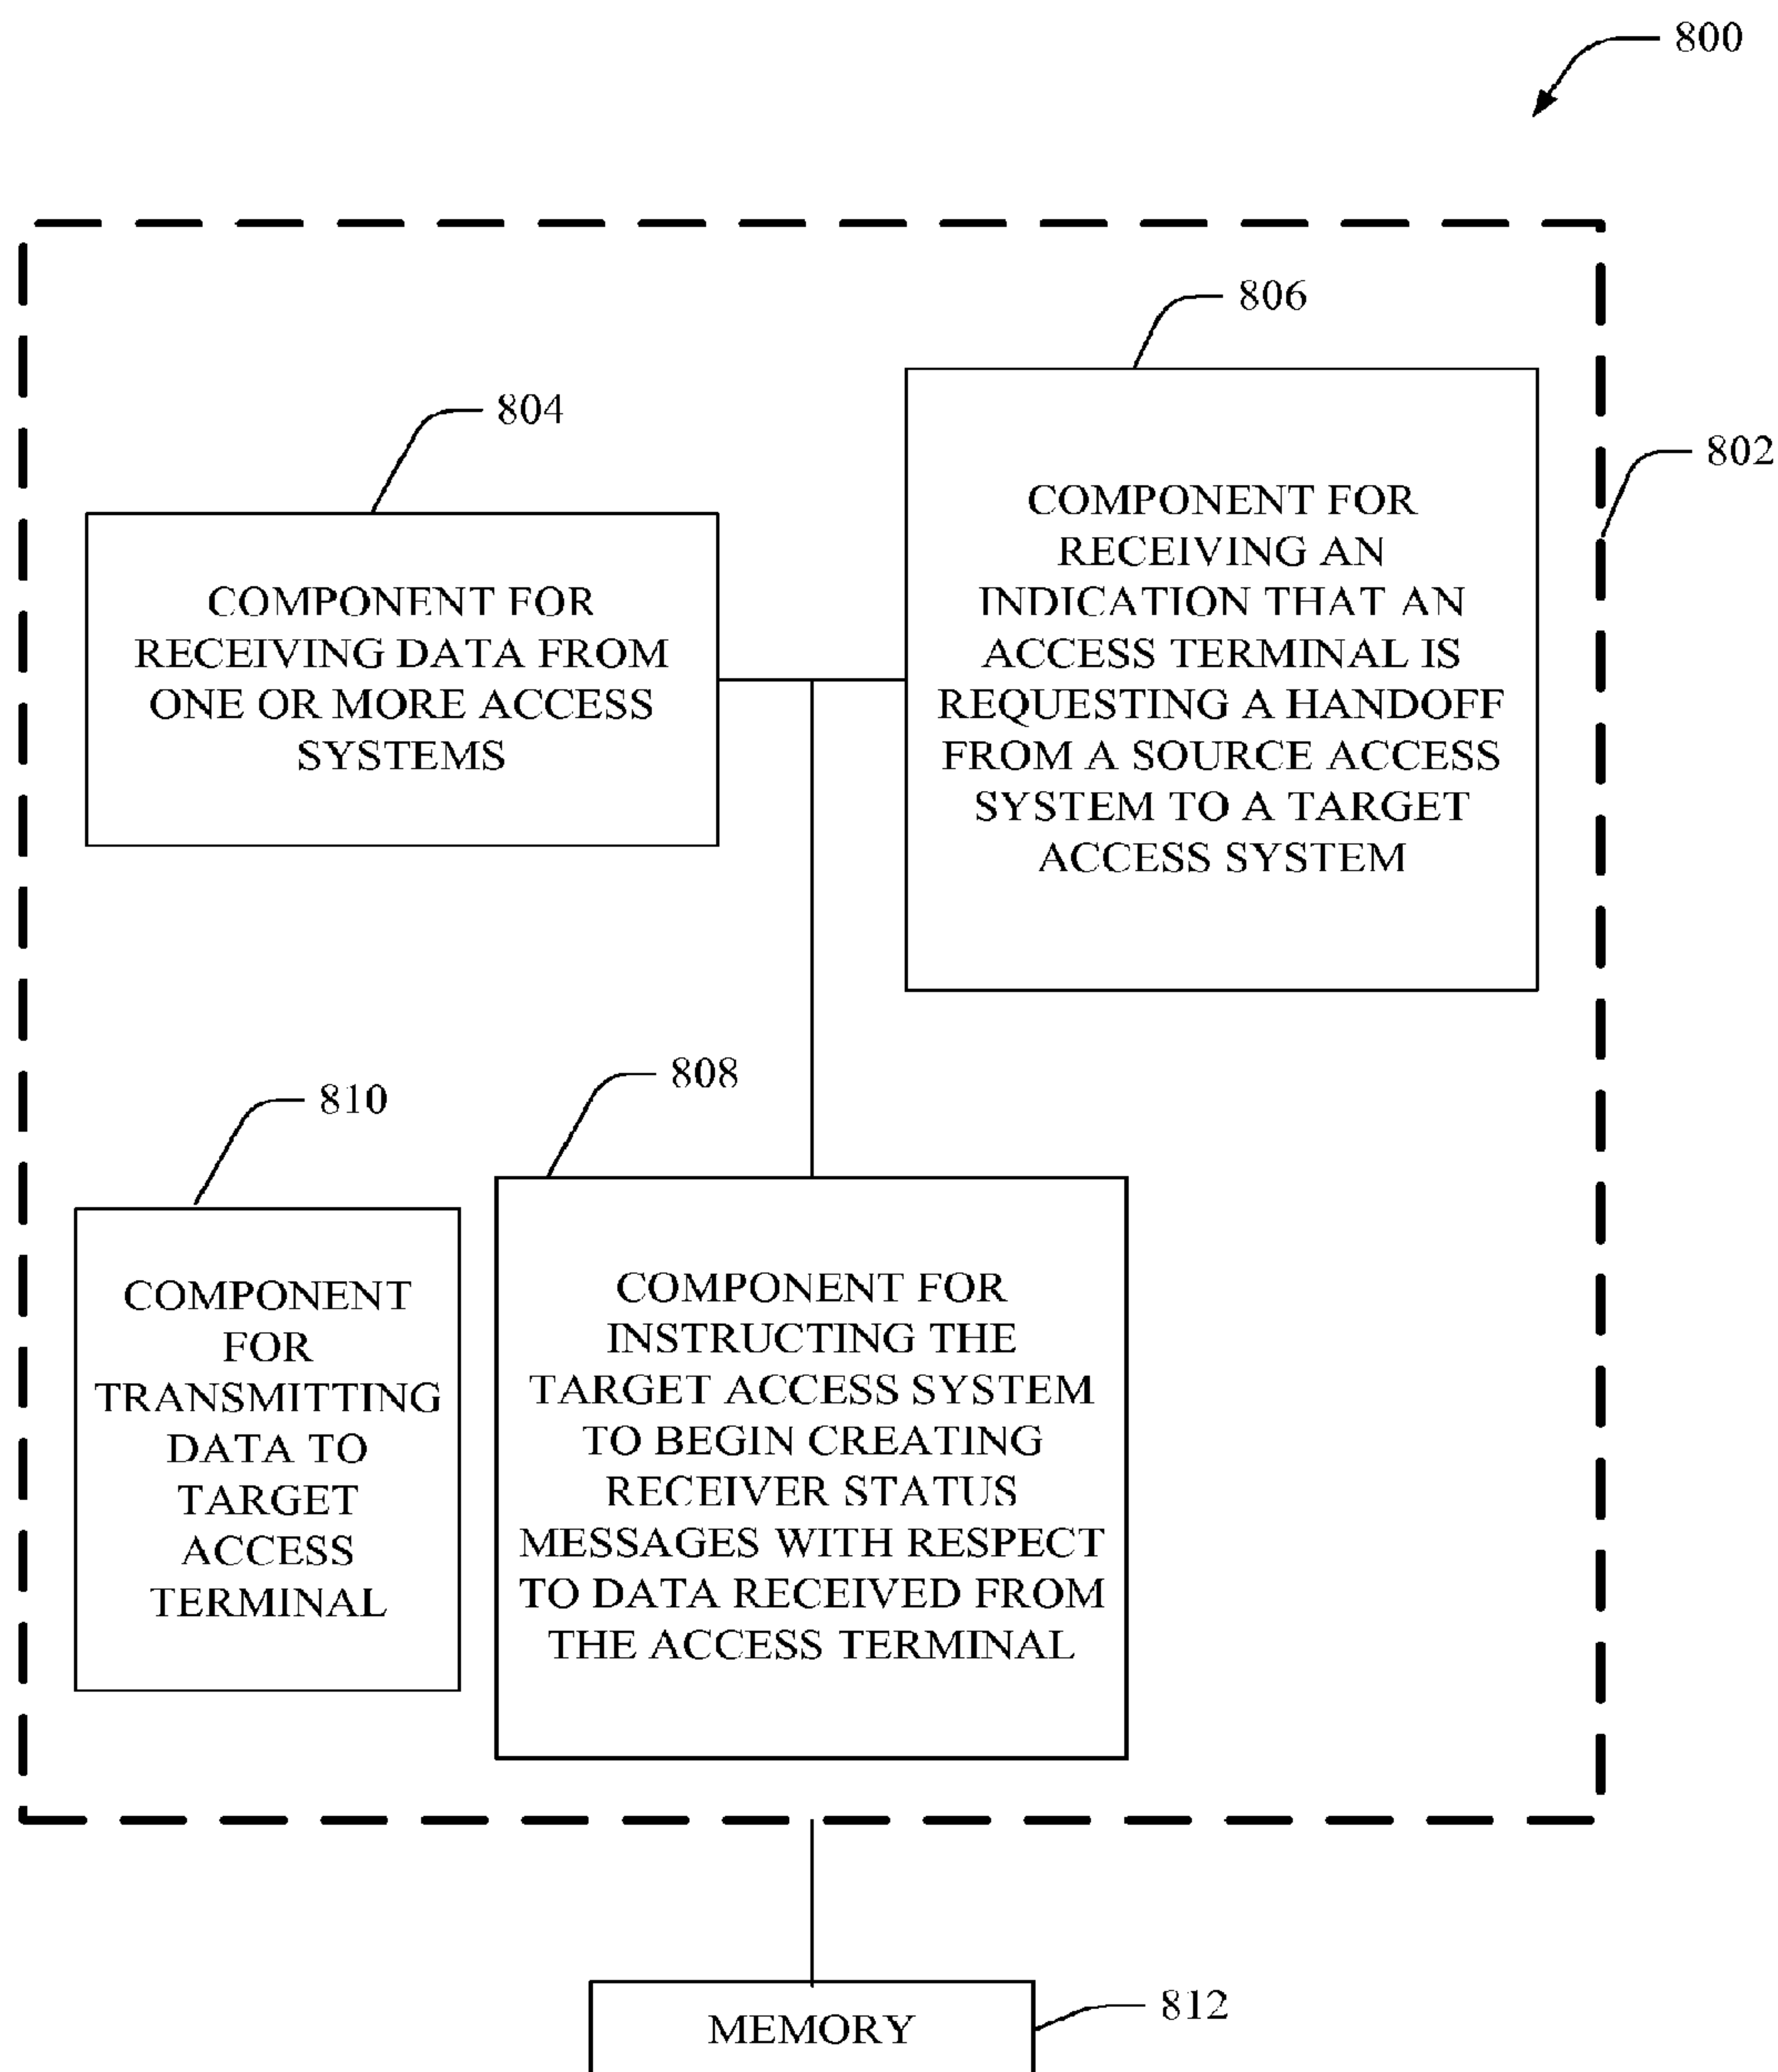 800
806
804
802
COMPONENT FOR
RECEIVING AN
INDICATION THAT AN
ACCESS TERMINAL IS
REQUESTING A HANDOFF
FROM A SOURCE ACCESS
SYSTEM TO A TARGET
ACCESS SYSTEM
COMPONENT FOR
RECEIVING DATA FROM
ONE OR MORE ACCESS
SYSTEMS
808
810
COMPONENT
FOR
TRANSMITTING
DATA TO
TARGET
ACCESS
TERMINAL
COMPONENT FOR
INSTRUCTING THE
TARGET ACCESS SYSTEM
TO BEGIN CREATING
RECEIVER STATUS
MESSAGES WITH RESPECT
TO DATA RECEIVED FROM
THE ACCESS TERMINAL
812
MEMORY